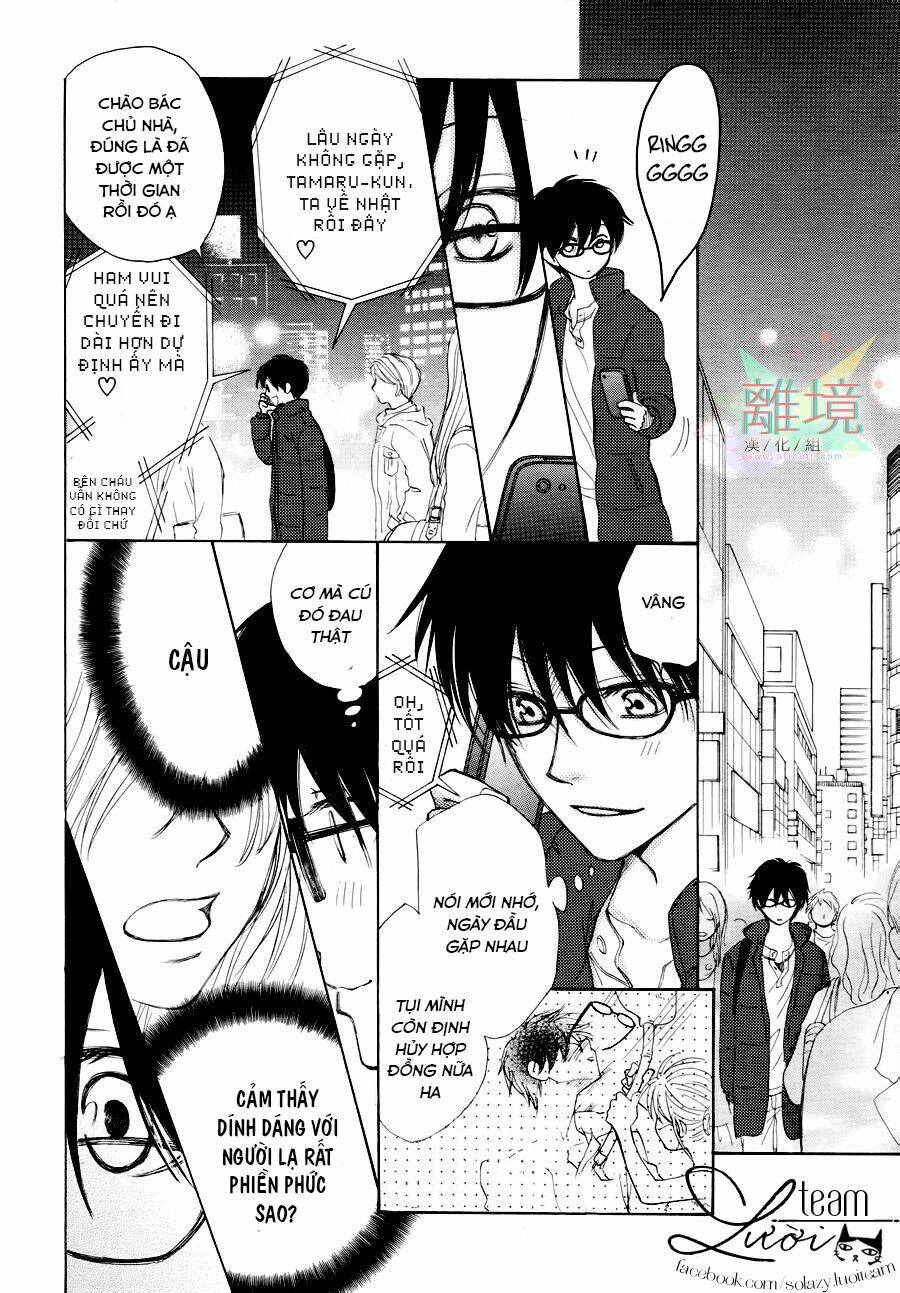 RINGG
GGGG
LÂU NGÀY
KHÔNG GẶP,
TAMARU-KUN.
TA VỀ NHẬT
RỒI ĐÂY
♡
CHÀO BÁC
CHỦ NHÀ,
ĐÚNG LÀ ĐÃ
ĐƯỢC MỘT
THỜI GIAN
RỒI ĐÓ Ạ
HAM VUI
QUÁ NÊN
CHUYẾN ĐI
DÀI HƠN DỰ
ĐỊNH ẤY MÀ
♡
BÊN CHÁU
VẪN KHÔNG
CÓ GÌ THAY
ĐỔI CHỨ
離境
漢/化/組
VÂNG
OH,
TỐT
QUÁ
RỒI
NÓI MỚI NHỚ,
NGÀY ĐẦU
GẶP NHAU
TỤI MÌNH
CÒN ĐỊNH
HỦY HỢP
ĐỒNG NỮA
HA
CƠ MÀ CÚ
ĐÓ ĐAU
THẬT
CẬU
CẢM THẤY
DÍNH DÁNG VỚI
NGƯỜI LẠ RẤT
PHIỀN PHỨC
SAO?
team
Lười
facebook.com/solazy.luoiteam